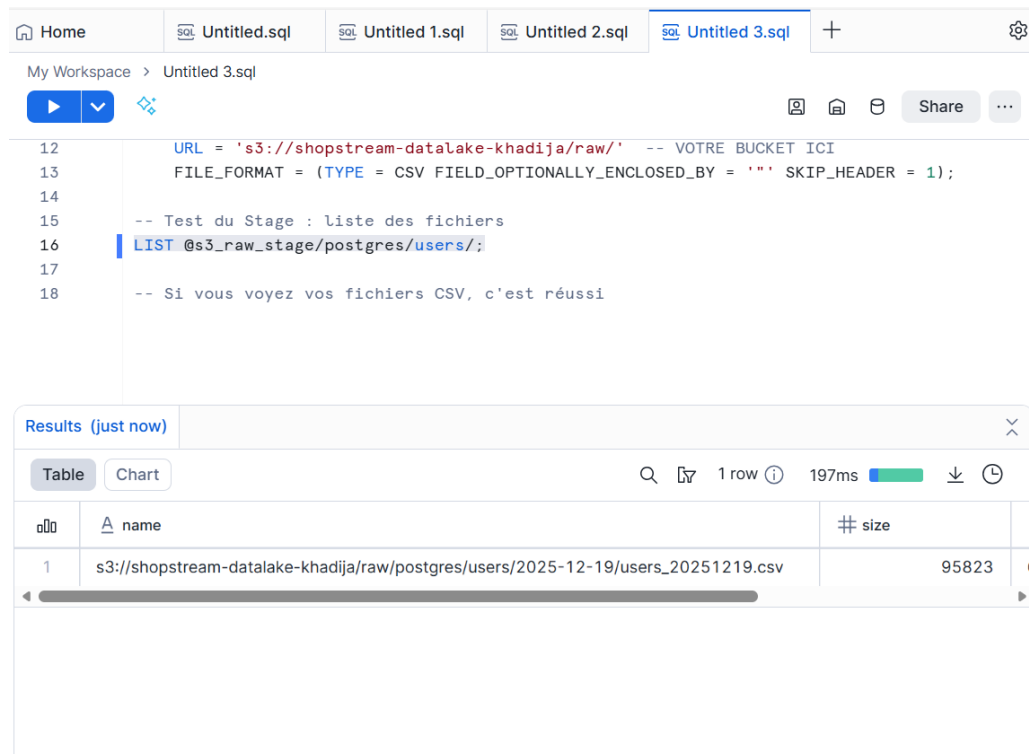 Home Untitled.sql Untitled 1.sql Untitled 2.sql Untitled 3.sql
My Workspace > Untitled 3.sql
Share ...
12 URL = 's3://shopstream-datalake-khadija/raw/' -- VOTRE BUCKET ICI
13 FILE_FORMAT = (TYPE = CSV FIELD_OPTIONALLY_ENCLOSED_BY = '"' SKIP_HEADER = 1);
14
15 -- Test du Stage : liste des fichiers
16 LIST @s3_raw_stage/postgres/users/;
17
18 -- Si vous voyez vos fichiers CSV, c'est réussi
Results (just now)
Table Chart 1 row 197ms
A name # size
1 s3://shopstream-datalake-khadija/raw/postgres/users/2025-12-19/users_20251219.csv 95823